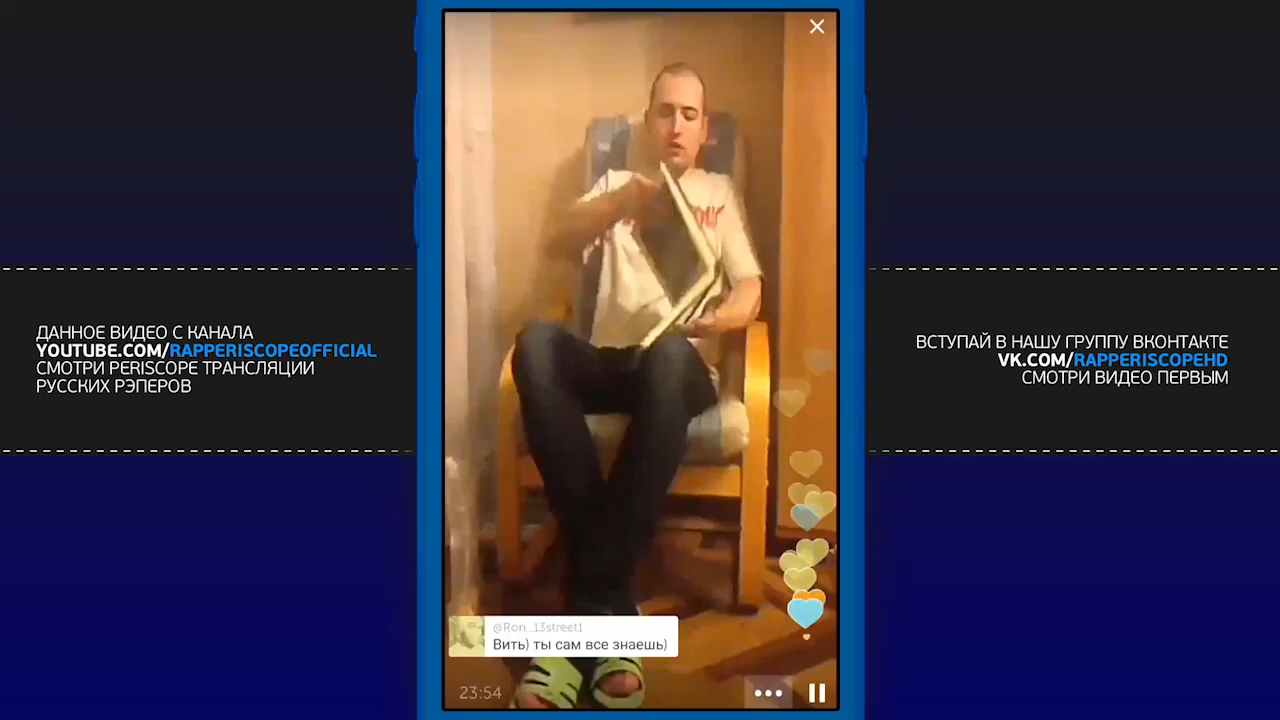 ДАННОЕ ВИДЕО С КАНАЛА
YOUTUBE.COM/RAPPERISCOPEOFFICIAL
СМОТРИ PERISCOPE ТРАНСЛЯЦИИ
РУССКИХ РЭПЕРОВ
@Ron_13street1
Вить) ты сам все знаешь)
23:54
ВСТУПАЙ В НАШУ ГРУППУ ВКОНТАКТЕ
VK.COM/RAPPERISCOPEHD
СМОТРИ ВИДЕО ПЕРВЫМ